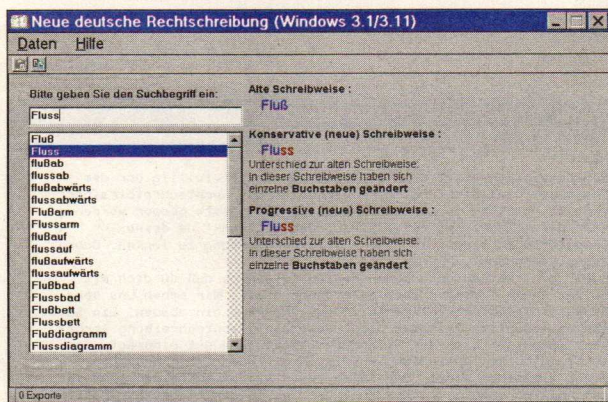 Neue deutsche Rechtschreibung (Windows 3.1/3.11)
Daten Hilfe
Bitte geben Sie den Suchbegriff ein:
Fluss
Fluß
Fluss
flußab
flussab
flußabwärts
flussabwärts
Flußarm
Flussarm
flußauf
flussauf
flußaufwärts
flussaufwärts
Flußbad
Flussbad
Flußbett
Flussbett
Flußdiagramm
Flussdiagramm
Alte Schreibweise :
Fluß
Konservative (neue) Schreibweise :
Fluss
Unterschied zur alten Schreibweise:
In dieser Schreibweise haben sich
einzelne Buchstaben geändert
Progressive (neue) Schreibweise :
Fluss
Unterschied zur alten Schreibweise:
In dieser Schreibweise haben sich
einzelne Buchstaben geändert
0 Exporte